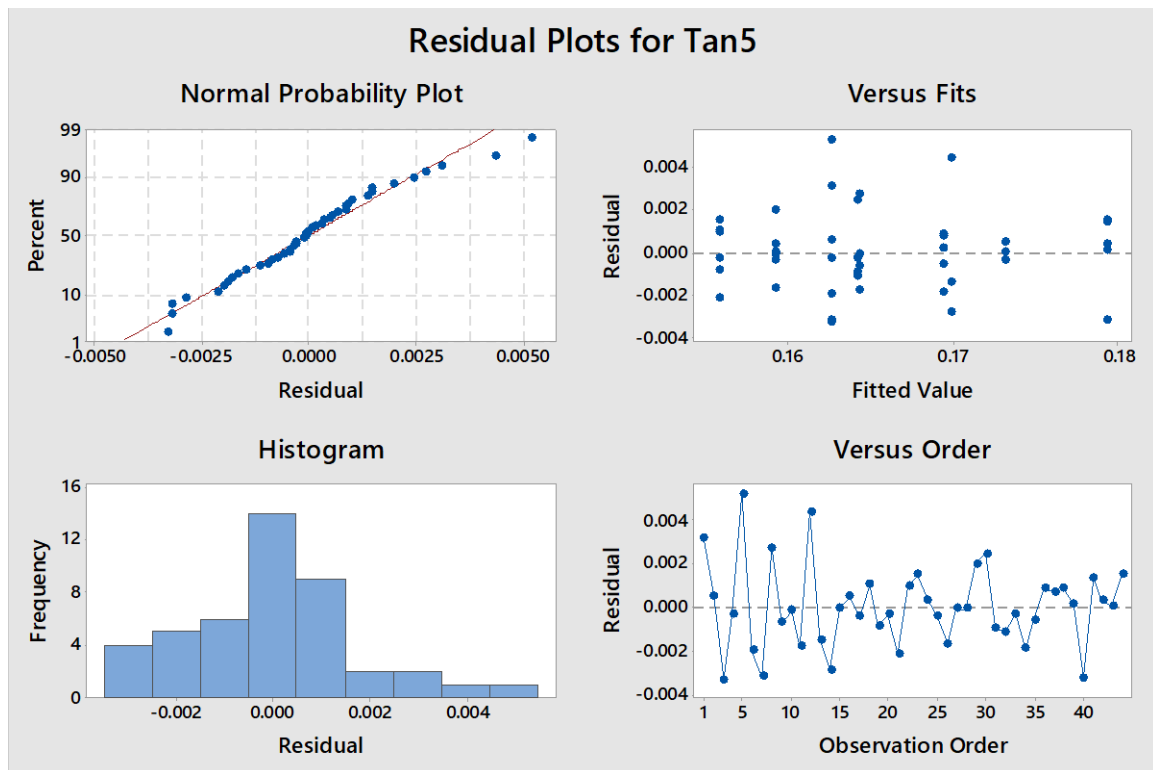 Residual Plots for Tan5
Normal Probability Plot
Percent
99
90
50
10
1
-0.0050 -0.0025 0.0000 0.0025 0.0050
Residual
Versus Fits
Residual
0.004
0.002
0.000
-0.002
-0.004
0.16 0.17 0.18
Fitted Value
Histogram
Frequency
16
12
8
4
0
-0.002 0.000 0.002 0.004
Residual
Versus Order
Residual
0.004
0.002
0.000
-0.002
-0.004
1 5 10 15 20 25 30 35 40
Observation Order